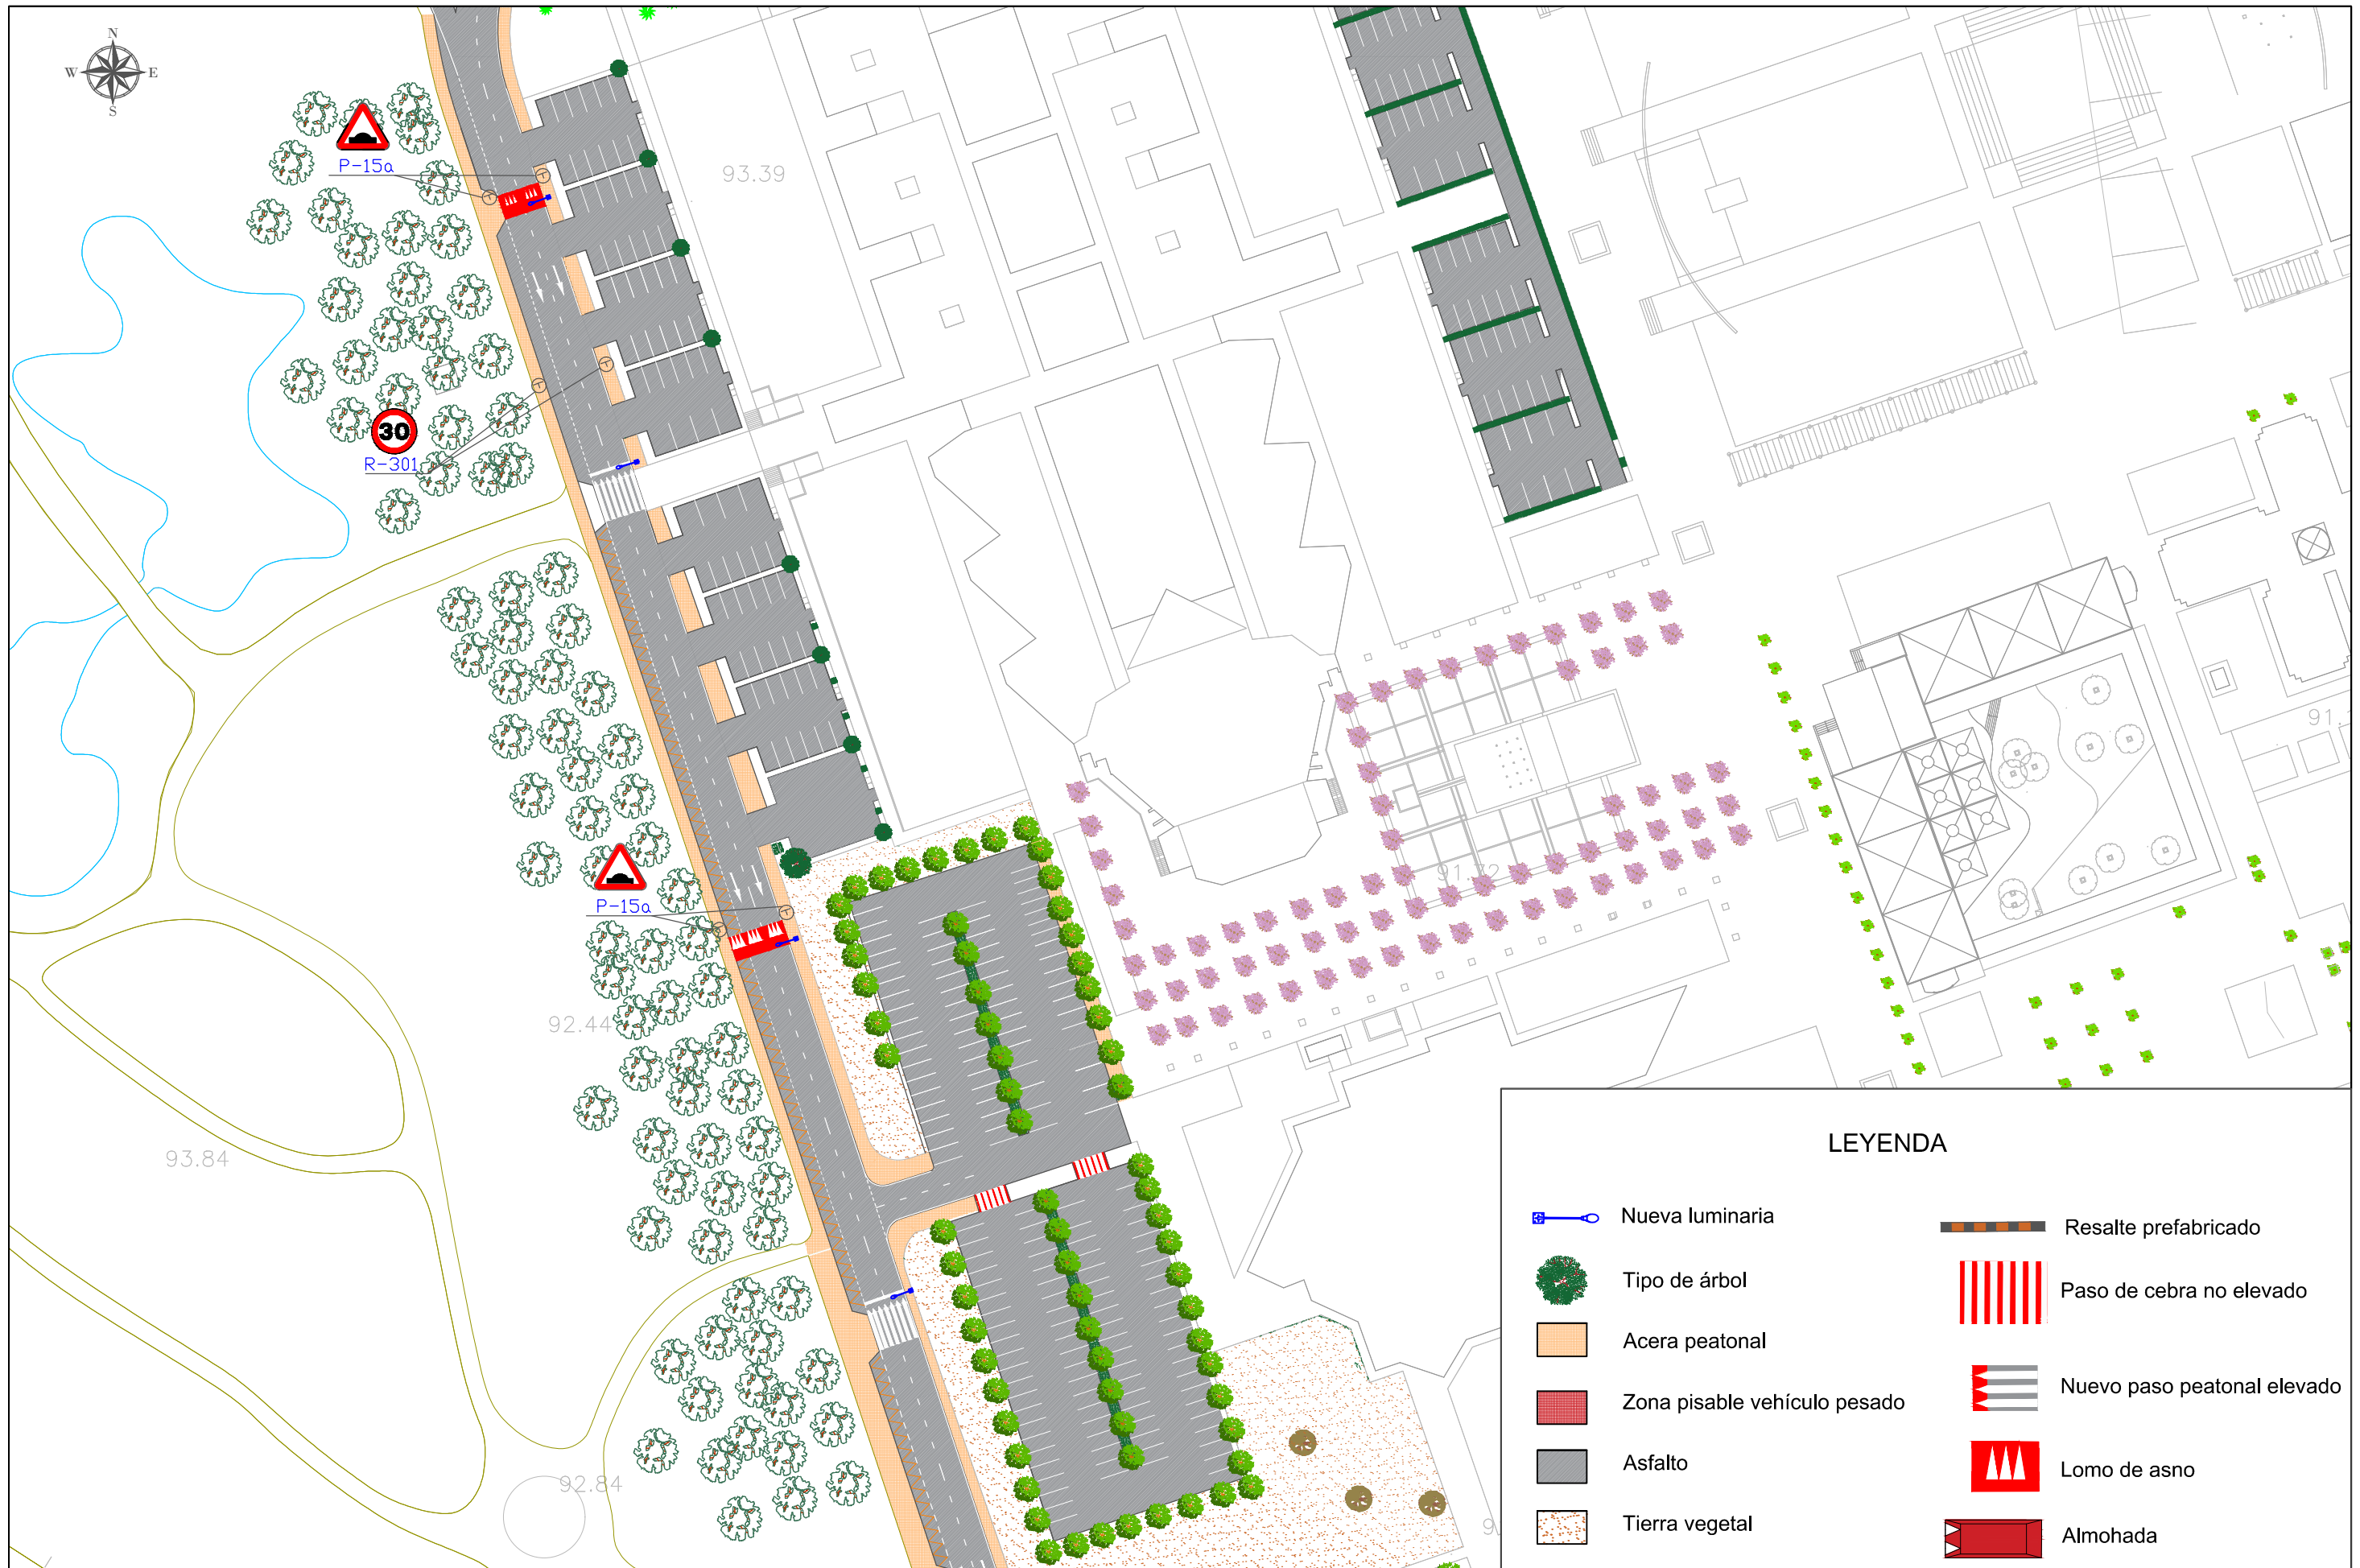 N
W E
S
P-15a
93.39
30
R-301
P-15a
91.72
92.44
93.84
92.84
LEYENDA
Nueva luminaria
Tipo de árbol
Acera peatonal
Zona pisable vehículo pesado
Asfalto
Tierra vegetal
Resalte prefabricado
Paso de cebra no elevado
Nuevo paso peatonal elevado
Lomo de asno
Almohada